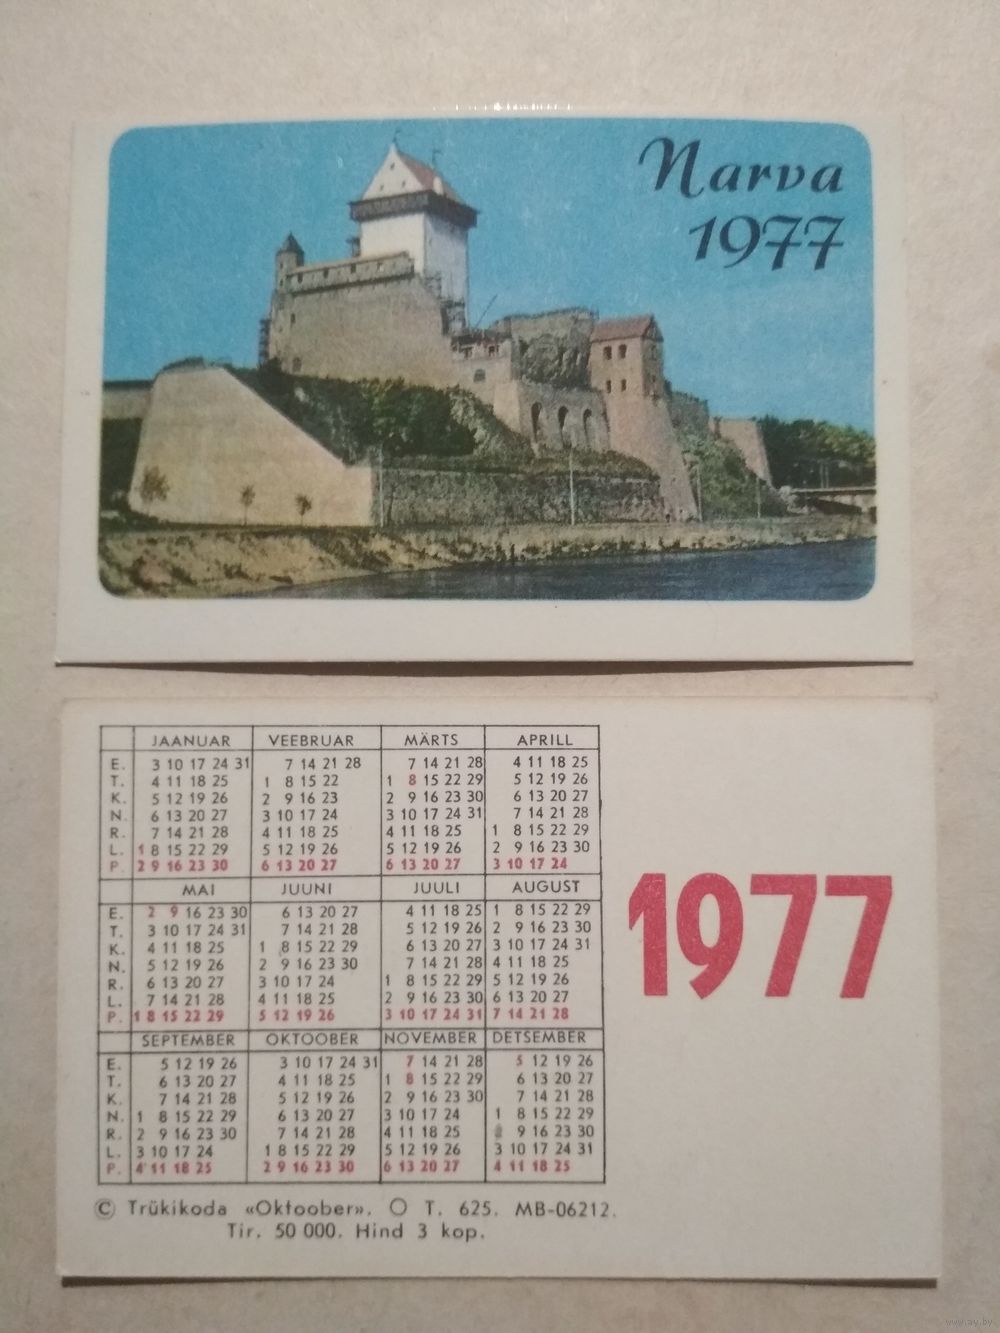 Narva
1977
JAANUAR VEEBRUAR MÄRTS APRILL
E. 3 10 17 24 31 7 14 21 28 7 14 21 28 4 11 18 25
T. 4 11 18 25 1 8 15 22 1 8 15 22 29 5 12 19 26
K. 5 12 19 26 2 9 16 23 2 9 16 23 30 6 13 20 27
N. 6 13 20 27 3 10 17 24 3 10 17 24 31 7 14 21 28
R. 7 14 21 28 4 11 18 25 4 11 18 25 1 8 15 22 29
L. 1 8 15 22 29 5 12 19 26 5 12 19 26 2 9 16 23 30
P. 2 9 16 23 30 6 13 20 27 6 13 20 27 3 10 17 24
MAI JUUNI JUULI AUGUST
E. 2 9 16 23 30 6 13 20 27 4 11 18 25 1 8 15 22 29
T. 3 10 17 24 31 7 14 21 28 5 12 19 26 2 9 16 23 30
K. 4 11 18 25 1 8 15 22 29 6 13 20 27 3 10 17 24 31
N. 5 12 19 26 2 9 16 23 30 7 14 21 28 4 11 18 25
R. 6 13 20 27 3 10 17 24 1 8 15 22 29 5 12 19 26
L. 7 14 21 28 4 11 18 25 2 9 16 23 30 6 13 20 27
P. 1 8 15 22 29 5 12 19 26 3 10 17 24 31 7 14 21 28
SEPTEMBER OKTOOBER NOVEMBER DETSEMBER
E. 5 12 19 26 3 10 17 24 31 7 14 21 28 5 12 19 26
T. 6 13 20 27 4 11 18 25 1 8 15 22 29 6 13 20 27
K. 7 14 21 28 5 12 19 26 2 9 16 23 30 7 14 21 28
N. 1 8 15 22 29 6 13 20 27 3 10 17 24 1 8 15 22 29
R. 2 9 16 23 30 7 14 21 28 4 11 18 25 9 16 23 30
L. 3 10 17 24 1 8 15 22 29 5 12 19 26 3 10 17 24 31
P. 4 11 18 25 2 9 16 23 30 6 13 20 27 4 11 18 25
1977
© Trükikoda «Oktoober». O T. 625. MB-06212.
Tir. 50 000. Hind 3 kop.
www.ay.by